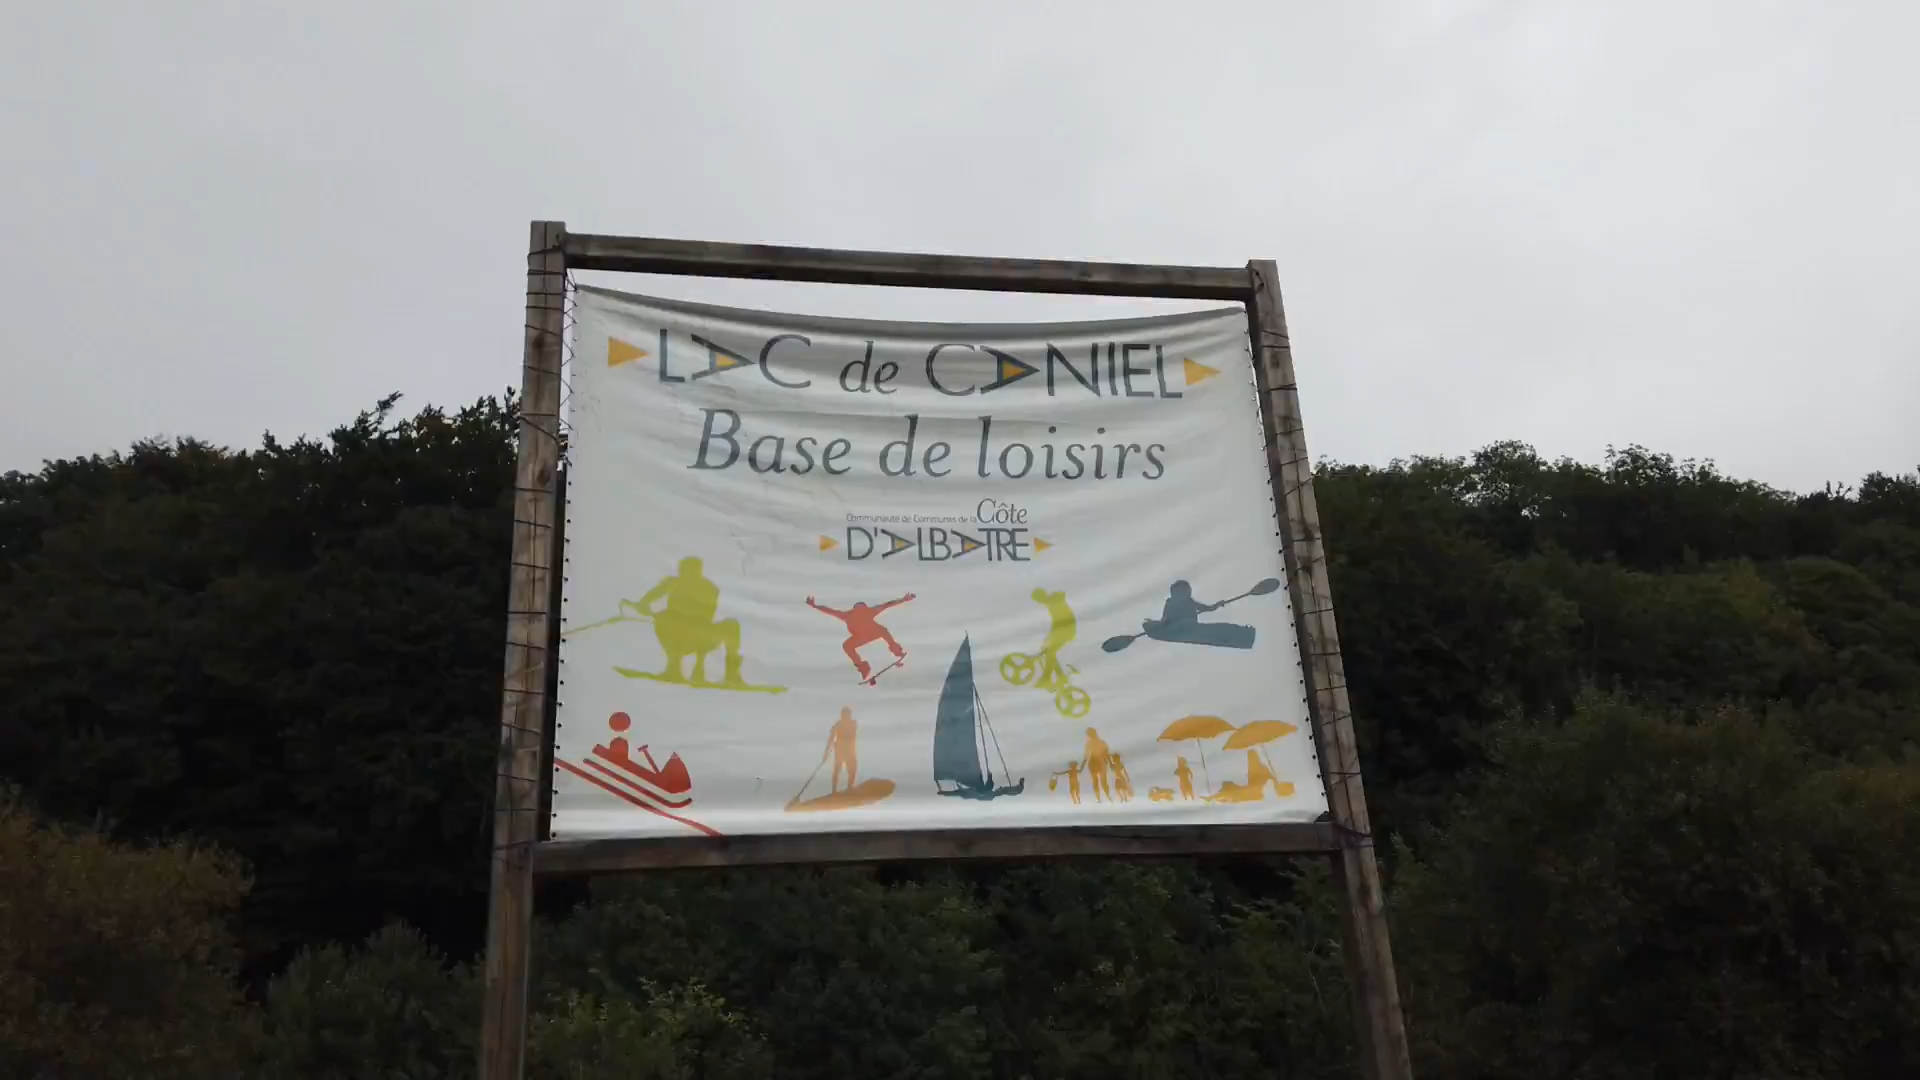 LAC de CANIEL
Base de loisirs
Communauté de Communes de la Côte
D'ALBATRE